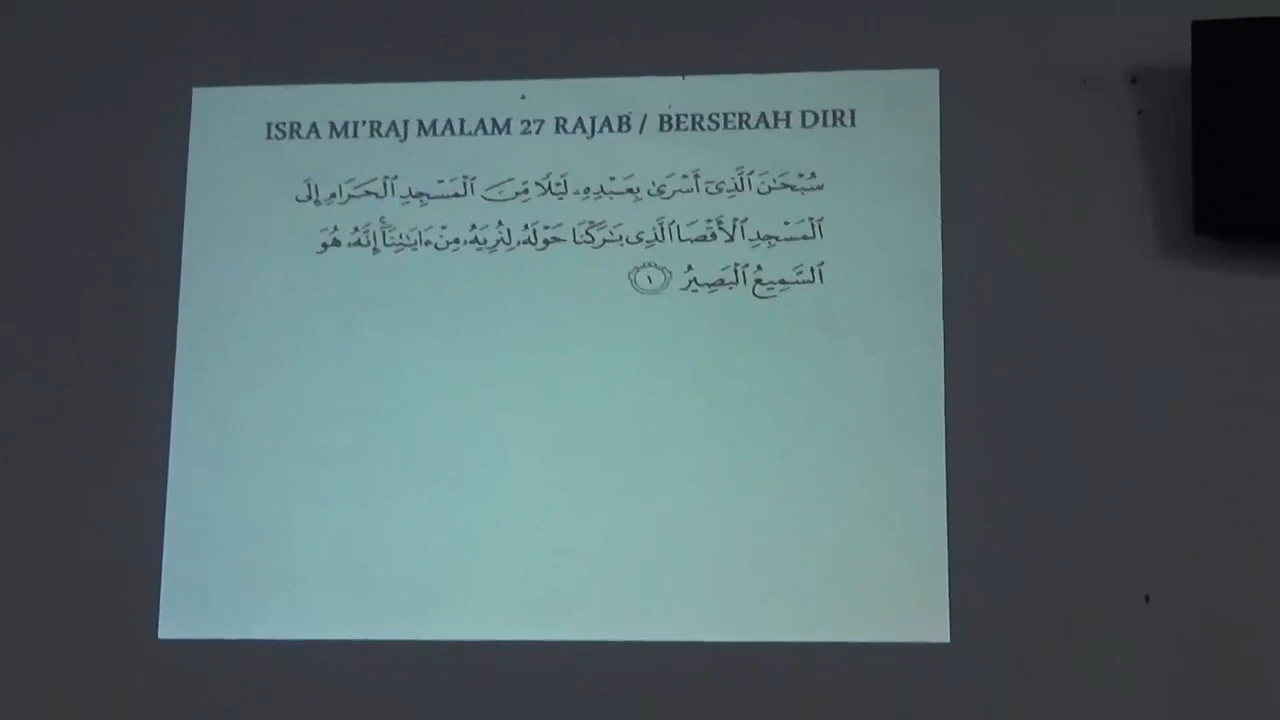 ISRA MI'RAJ MALAM 27 RAJAB / BERSERAH DIRI
سُبْحَٰنَ ٱلَّذِىٓ أَسْرَىٰ بِعَبْدِهِۦ لَيْلًا مِّنَ ٱلْمَسْجِدِ ٱلْحَرَامِ إِلَى
ٱلْمَسْجِدِ ٱلْأَقْصَا ٱلَّذِى بَٰرَكْنَا حَوْلَهُۥ لِنُرِيَهُۥ مِنْ ءَايَٰتِنَآ ۚ إِنَّهُۥ هُوَ
ٱلسَّمِيعُ ٱلْبَصِيرُ ١